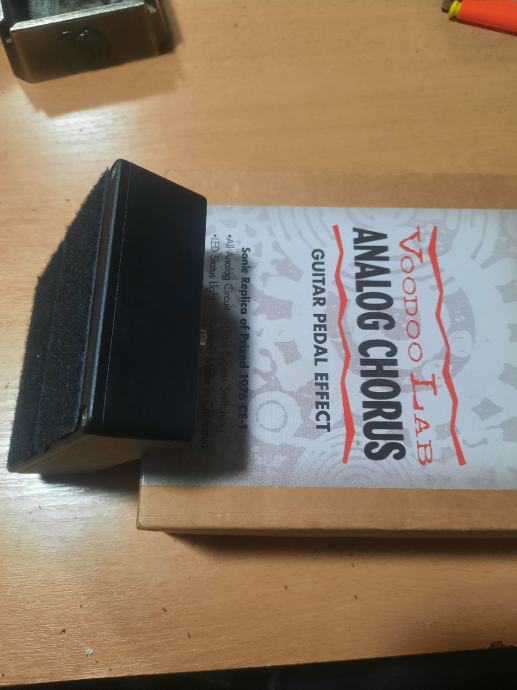 VOODOO LAB
ANALOG CHORUS
GUITAR PEDAL EFFECT
Sonic Replica of Prized 1976 CE-1
•All Analog Circuit
•LED Status Light